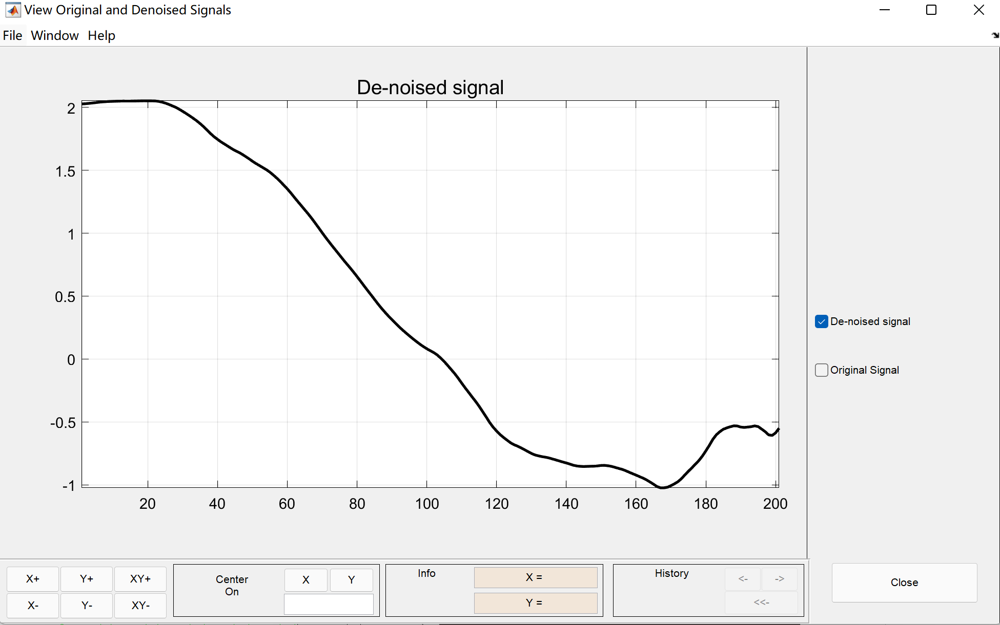 View Original and Denoised Signals
File Window Help
De-noised signal
2
1.5
1
0.5
0
-0.5
-1
20 40 60 80 100 120 140 160 180 200
De-noised signal
Original Signal
X+ Y+ XY+
X- Y- XY-
Center
On
X Y
Info
X =
Y =
History
<- ->
<<-
Close